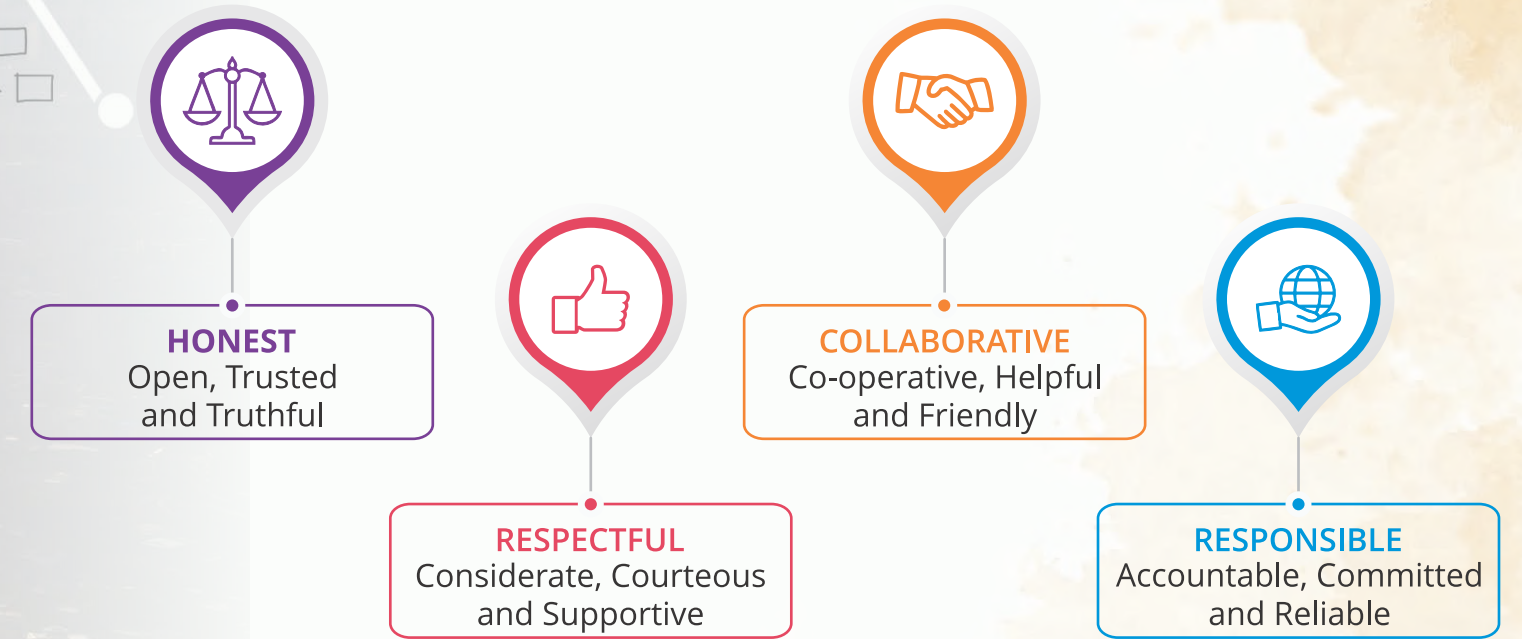 HONEST
Open, Trusted
and Truthful
RESPECTFUL
Considerate, Courteous
and Supportive
COLLABORATIVE
Co-operative, Helpful
and Friendly
RESPONSIBLE
Accountable, Committed
and Reliable